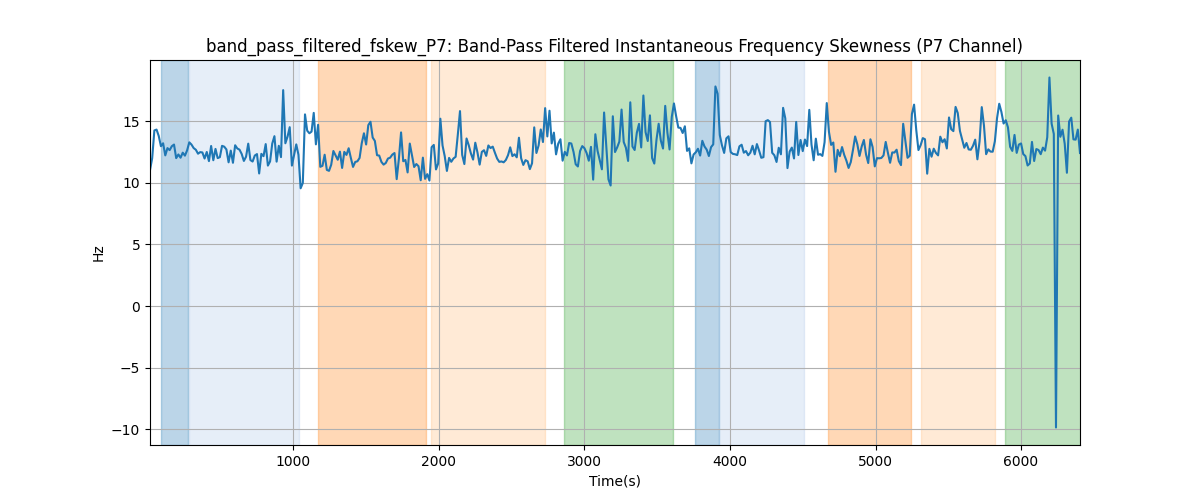 band_pass_filtered_fskew_P7: Band-Pass Filtered Instantaneous Frequency Skewness (P7 Channel)
15
10
5
0
−5
−10
Hz
1000 2000 3000 4000 5000 6000
Time(s)